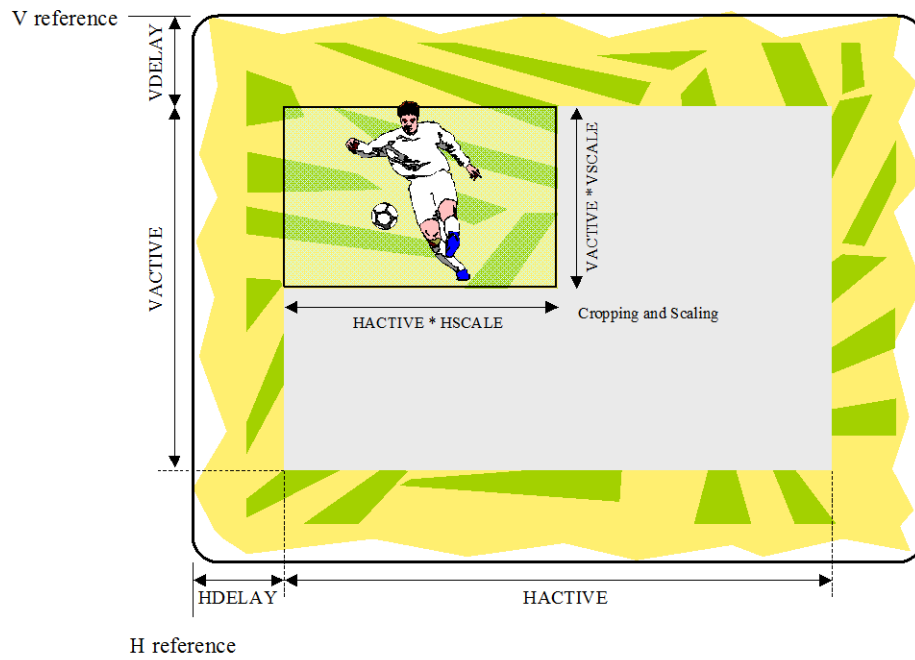 V reference
VDELAY
VACTIVE
VACTIVE * VSCALE
HACTIVE * HSCALE
Cropping and Scaling
HDELAY
HACTIVE
H reference